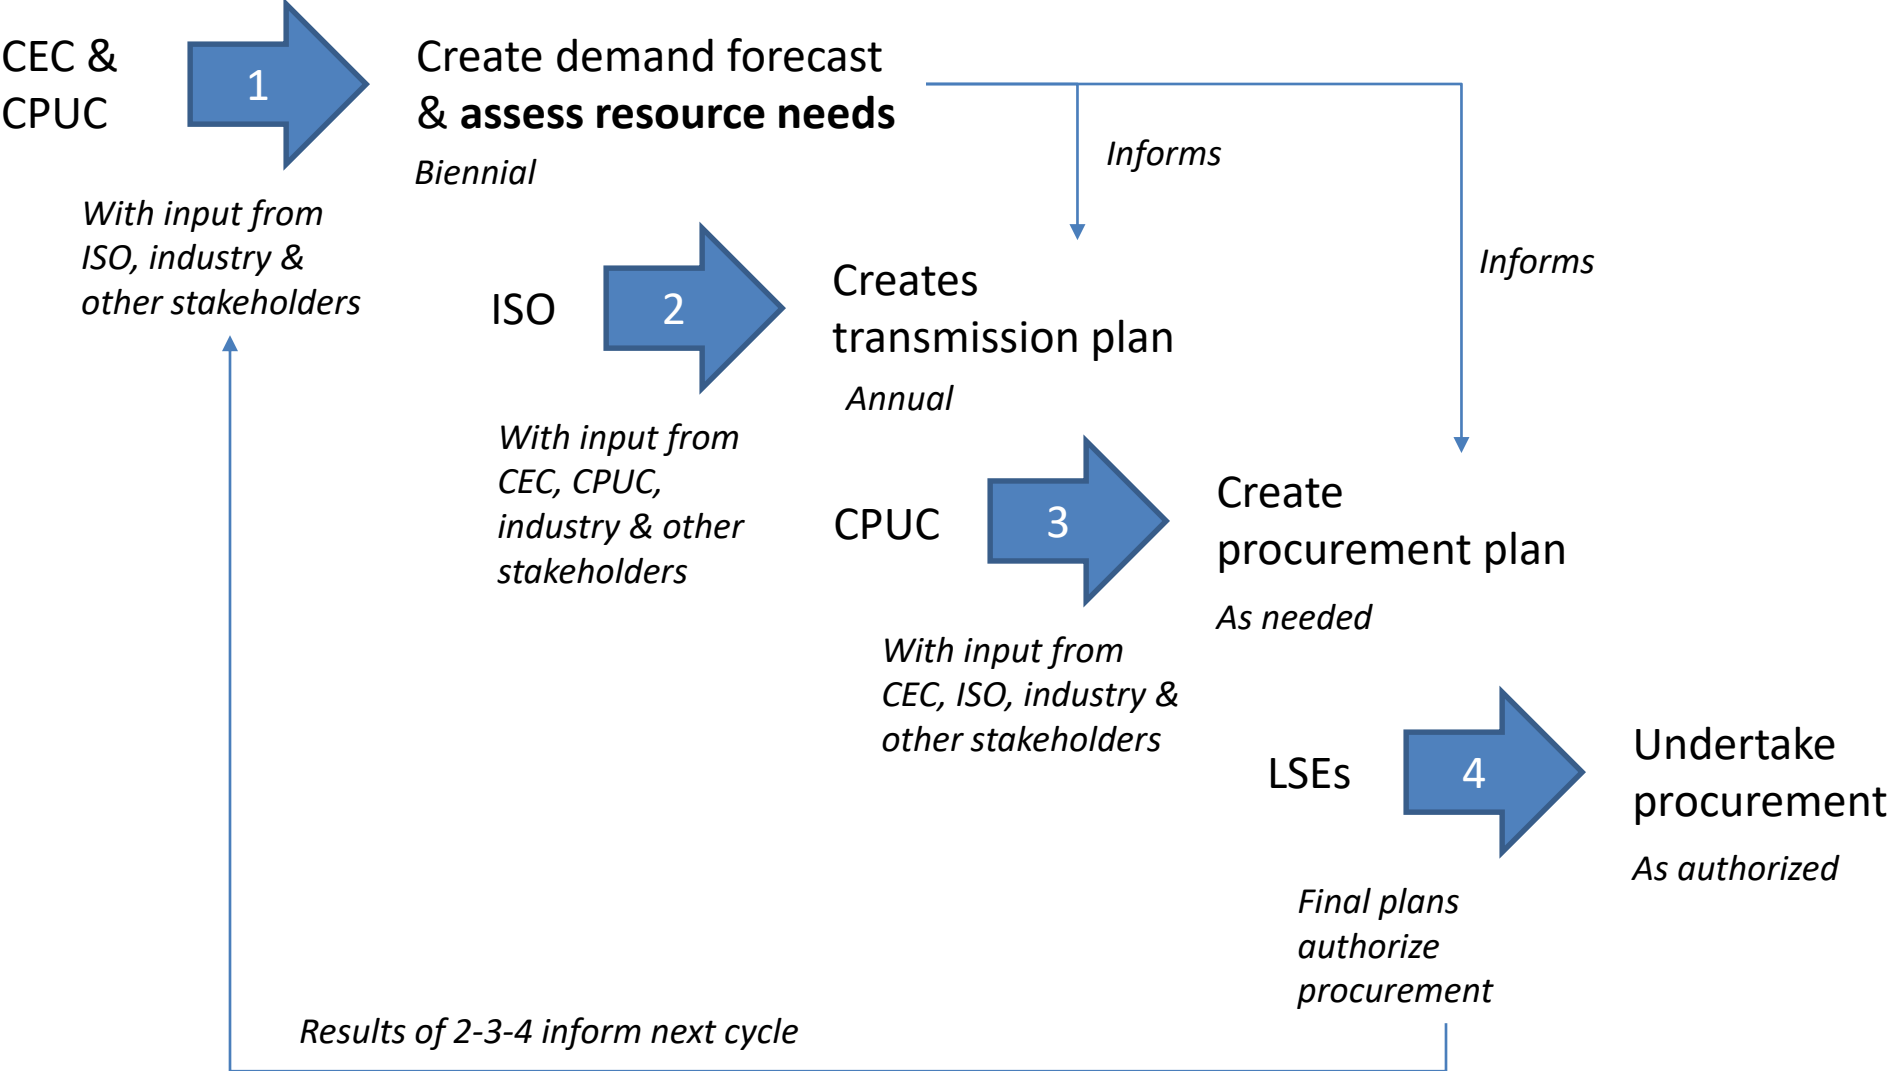 CEC &
CPUC
1
Create demand forecast
& assess resource needs
Biennial
Informs
With input from
ISO, industry &
other stakeholders
Informs
ISO
2
Creates
transmission plan
Annual
With input from
CEC, CPUC,
industry & other
stakeholders
CPUC
3
Create
procurement plan
As needed
With input from
CEC, ISO, industry &
other stakeholders
LSEs
4
Undertake
procurement
As authorized
Final plans
authorize
procurement
Results of 2-3-4 inform next cycle